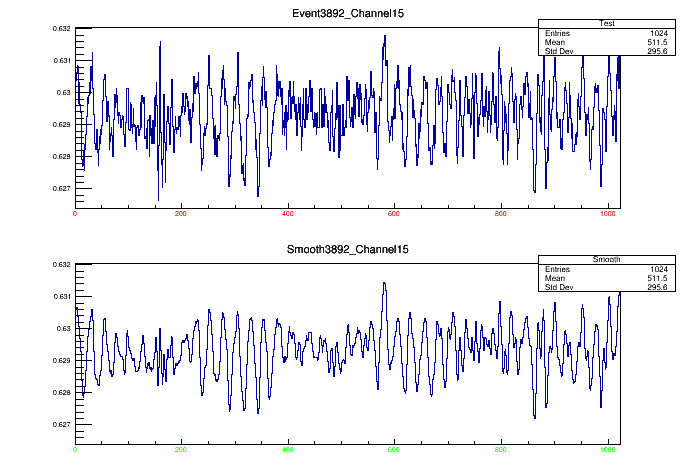 Event3892_Channel15
Test
Entries 1024
Mean 511.5
Std Dev 295.6
0.632
0.631
0.63
0.629
0.628
0.627
0 200 400 600 800 1000
Smooth3892_Channel15
Smooth
Entries 1024
Mean 511.5
Std Dev 295.6
0.632
0.631
0.63
0.629
0.628
0.627
0 200 400 600 800 1000